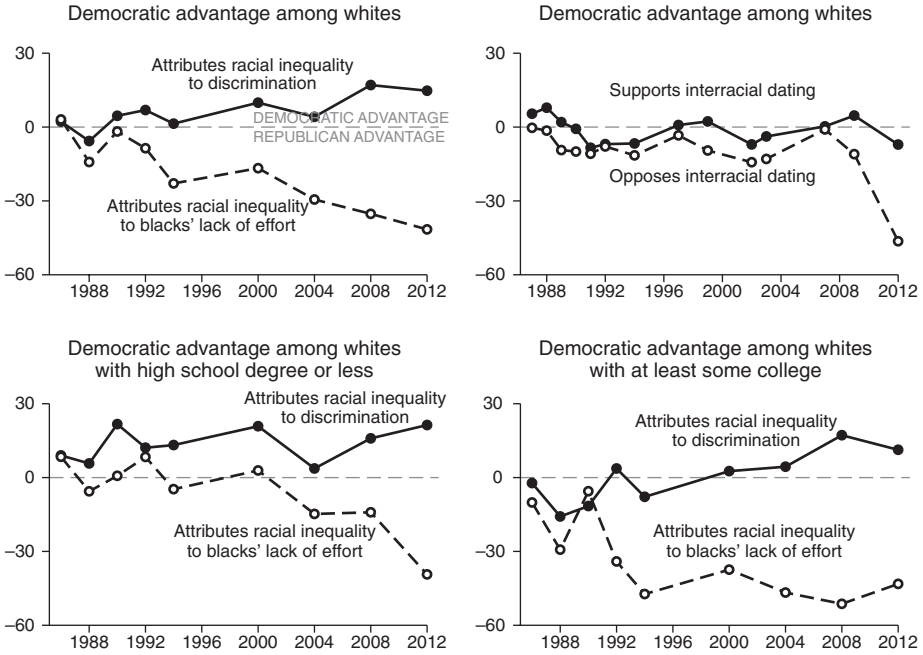 Democratic advantage among whites
30
0
–30
–60
Attributes racial inequality
to discrimination
DEMOCRATIC ADVANTAGE
REPUBLICAN ADVANTAGE
Attributes racial inequality
to blacks’ lack of effort
1988 1992 1996 2000 2004 2008 2012
Democratic advantage among whites
30
0
–30
–60
Supports interracial dating
Opposes interracial dating
1988 1992 1996 2000 2004 2008 2012
Democratic advantage among whites
with high school degree or less
30
0
–30
–60
Attributes racial inequality
to discrimination
Attributes racial inequality
to blacks’ lack of effort
1988 1992 1996 2000 2004 2008 2012
Democratic advantage among whites
with at least some college
30
0
–30
–60
Attributes racial inequality
to discrimination
Attributes racial inequality
to blacks’ lack of effort
1988 1992 1996 2000 2004 2008 2012